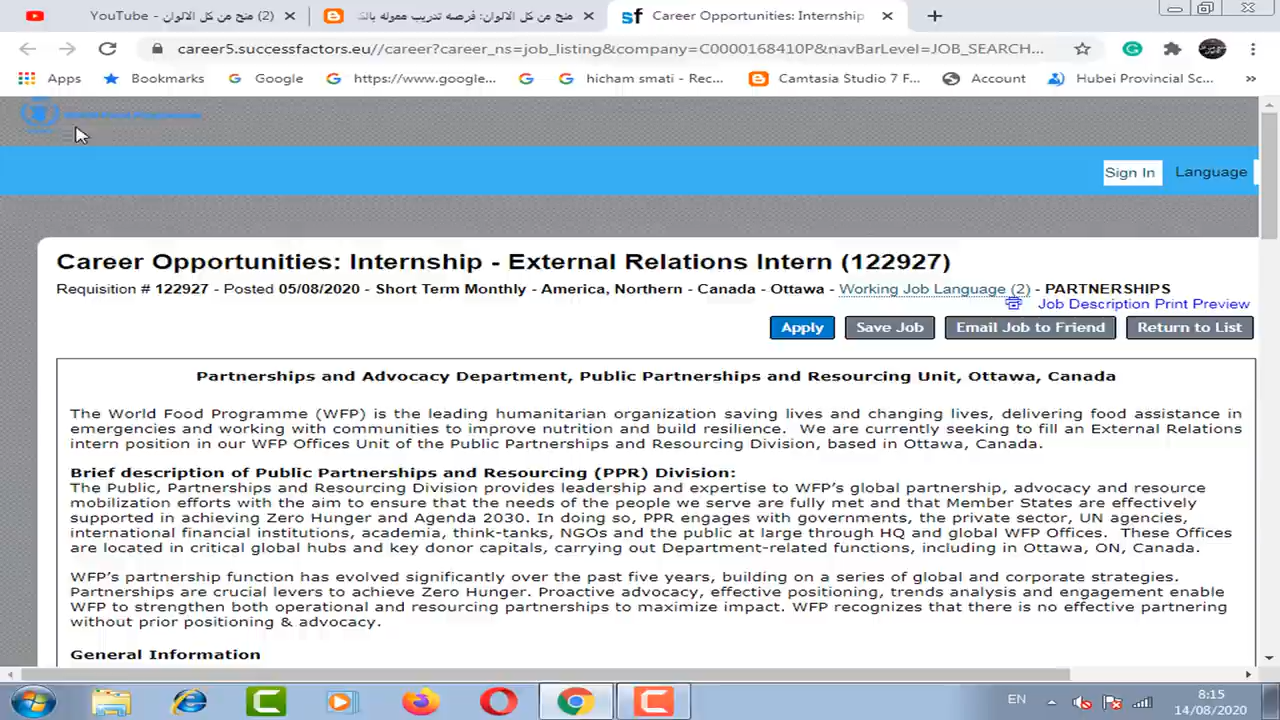 YouTube - منح من كل الالوان (2)
منح من كل الالوان: فرصه تدريب ممولة بالك
Career Opportunities: Internship
career5.successfactors.eu//career?career_ns=job_listing&company=C0000168410P&navBarLevel=JOB_SEARCH...
Apps Bookmarks Google https://www.google... hicham smati - Rec... Camtasia Studio 7 F... Account Hubei Provincial Sc... »
Sign In Language
Career Opportunities: Internship - External Relations Intern (122927)
Requisition # 122927 - Posted 05/08/2020 - Short Term Monthly - America, Northern - Canada - Ottawa - Working Job Language (2) - PARTNERSHIPS
Job Description Print Preview
Apply Save Job Email Job to Friend Return to List
Partnerships and Advocacy Department, Public Partnerships and Resourcing Unit, Ottawa, Canada
The World Food Programme (WFP) is the leading humanitarian organization saving lives and changing lives, delivering food assistance in
emergencies and working with communities to improve nutrition and build resilience. We are currently seeking to fill an External Relations
intern position in our WFP Offices Unit of the Public Partnerships and Resourcing Division, based in Ottawa, Canada.
Brief description of Public Partnerships and Resourcing (PPR) Division:
The Public, Partnerships and Resourcing Division provides leadership and expertise to WFP's global partnership, advocacy and resource
mobilization efforts with the aim to ensure that the needs of the people we serve are fully met and that Member States are effectively
supported in achieving Zero Hunger and Agenda 2030. In doing so, PPR engages with governments, the private sector, UN agencies,
international financial institutions, academia, think-tanks, NGOs and the public at large through HQ and global WFP Offices. These Offices
are located in critical global hubs and key donor capitals, carrying out Department-related functions, including in Ottawa, ON, Canada.
WFP's partnership function has evolved significantly over the past five years, building on a series of global and corporate strategies.
Partnerships are crucial levers to achieve Zero Hunger. Proactive advocacy, effective positioning, trends analysis and engagement enable
WFP to strengthen both operational and resourcing partnerships to maximize impact. WFP recognizes that there is no effective partnering
without prior positioning & advocacy.
General Information
EN
8:15
14/08/2020